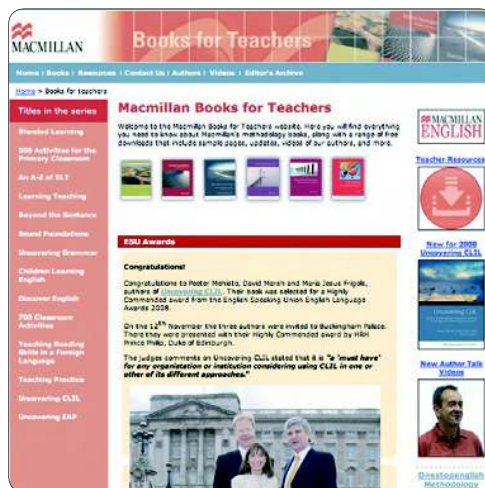 MACMILLAN
Books for Teachers
Home | Books | Resources | Contact Us | Authors | Videos | Editor's Archive
Home > Books for teachers
Titles in the series
Blended Learning
500 Activities for the
Primary Classroom
An A-Z of ELT
Learning Teaching
Beyond the Sentence
Sound Foundations
Uncovering Grammar
Children Learning
English
Discover English
700 Classroom
Activities
Teaching Reading
Skills in a Foreign
Language
Teaching Practice
Uncovering CLIL
Uncovering EAP
Macmillan Books for Teachers
Welcome to the Macmillan Books for Teachers website. Here you will find everything
you need to know about Macmillan's methodology books, along with a range of free
downloads that include sample pages, updates, videos of our authors, and more.
ESU Awards
Congratulations!
Congratulations to Peeter Mehisto, David Marsh and Maria Jesus Frigols,
authors of Uncovering CLIL. Their book was selected for a Highly
Commended award from the English Speaking Union English Language
Awards 2008.
On the 12th November the three authors were invited to Buckingham Palace.
There they were presented with their Highly Commended award by HRH
Prince Philip, Duke of Edinburgh.
The judges comments on Uncovering CLIL stated that it is "a 'must have'
for any organistation or institution considering using CLIL in one or
other of its different approaches."
MACMILLAN
ENGLISH
Teacher Resources
New for 2008
Uncovering CLIL
Uncovering CLIL
New Author Talk
Videos
Onestopenglish
Methodology